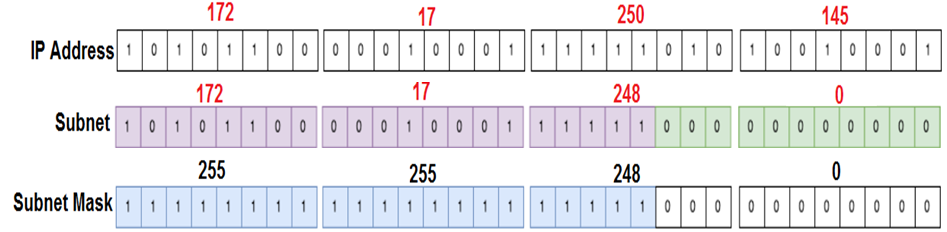 172 17 250 145
IP Address 1 0 1 0 1 1 0 0 0 0 0 1 0 0 0 1 1 1 1 1 1 0 1 0 1 0 0 1 0 0 0 1
172 17 248 0
Subnet 1 0 1 0 1 1 0 0 0 0 0 1 0 0 0 1 1 1 1 1 1 0 0 0 0 0 0 0 0 0 0 0
255 255 248 0
Subnet Mask 1 1 1 1 1 1 1 1 1 1 1 1 1 1 1 1 1 1 1 1 1 0 0 0 0 0 0 0 0 0 0 0